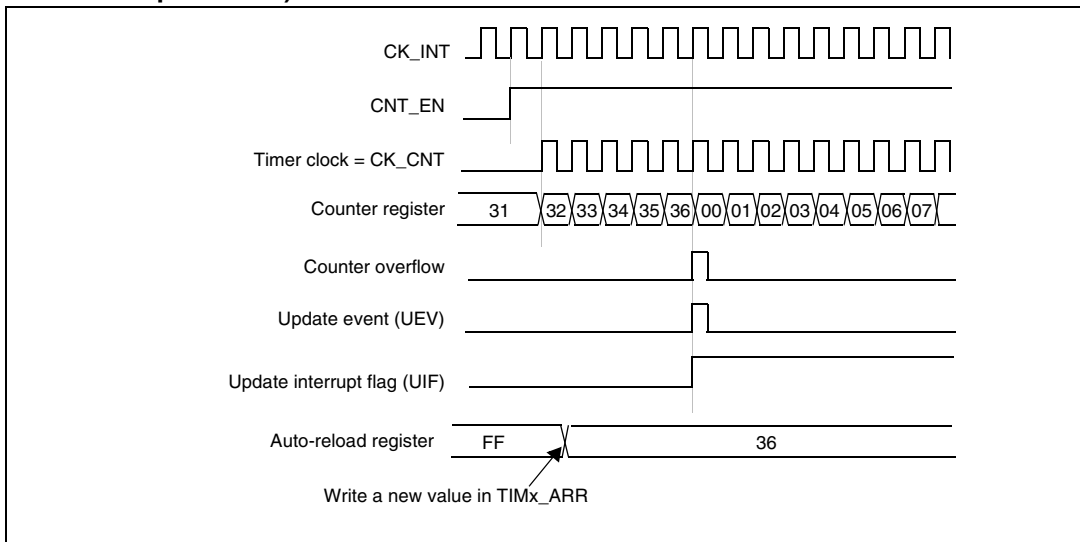 CK_INT
CNT_EN
Timer clock = CK_CNT
Counter register 31 32 33 34 35 36 00 01 02 03 04 05 06 07
Counter overflow
Update event (UEV)
Update interrupt flag (UIF)
Auto-reload register FF 36
Write a new value in TIMx_ARR